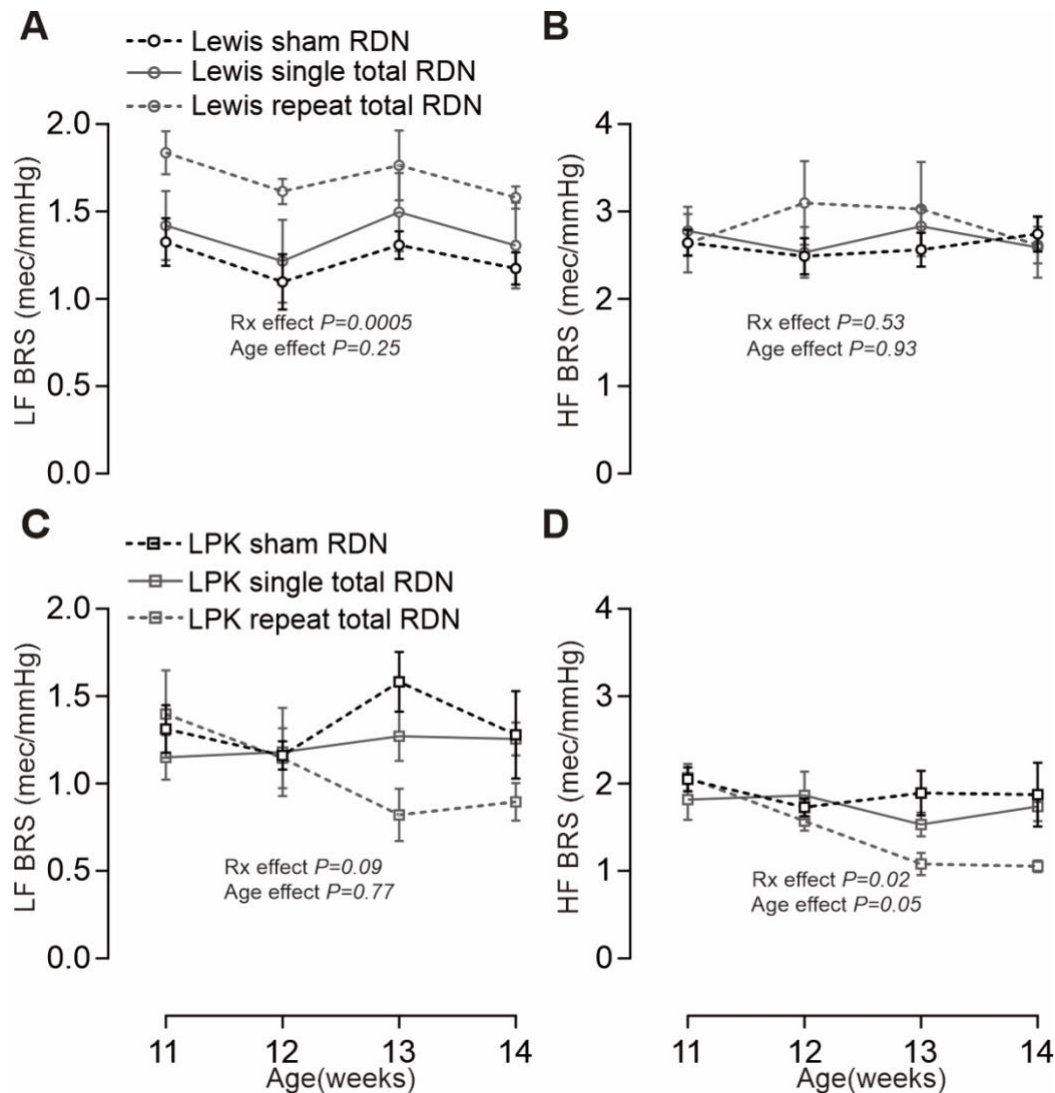 A
Lewis sham RDN
Lewis single total RDN
Lewis repeat total RDN
LF BRS (mec/mmHg)
2.0
1.5
1.0
0.5
0.0
Rx effect P=0.0005
Age effect P=0.25
B
HF BRS (mec/mmHg)
4
3
2
1
0
Rx effect P=0.53
Age effect P=0.93
C
LPK sham RDN
LPK single total RDN
LPK repeat total RDN
LF BRS (mec/mmHg)
2.0
1.5
1.0
0.5
0.0
Rx effect P=0.09
Age effect P=0.77
11 12 13 14
Age(weeks)
D
HF BRS (mec/mmHg)
4
3
2
1
0
Rx effect P=0.02
Age effect P=0.05
11 12 13 14
Age(weeks)